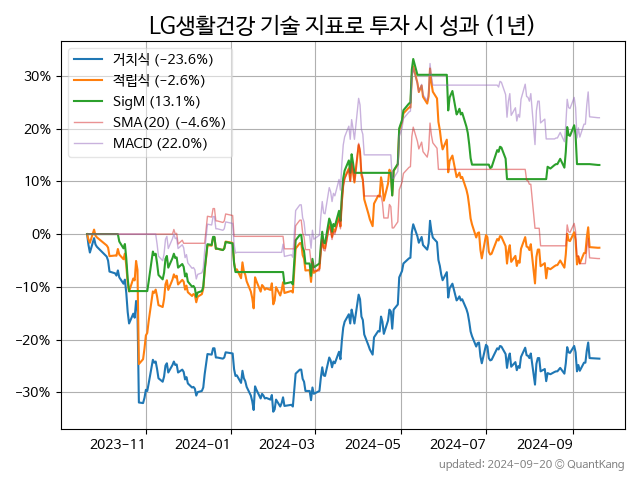 LG생활건강 기술 지표로 투자 시 성과 (1년)
거치식 (−23.6%)
적립식 (−2.6%)
SigM (13.1%)
SMA(20) (−4.6%)
MACD (22.0%)
30%
20%
10%
0%
−10%
−20%
−30%
2023−11 2024−01 2024−03 2024−05 2024−07 2024−09
updated: 2024-09-20 © QuantKang